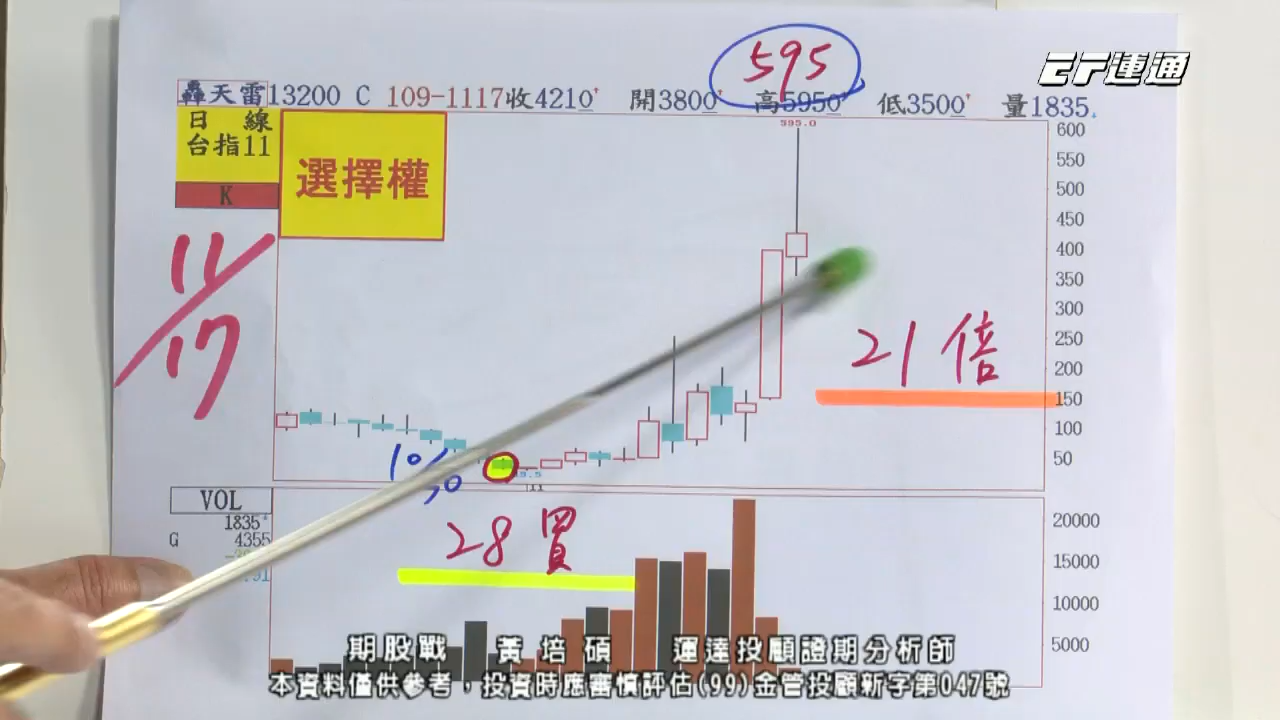 595
EF運通
轟天雷13200 C 109-1117收4210 開3800 高5950 低3500 量1835
日 線
台指11
K
選擇權
595.0
600
550
500
450
400
350
300
250
200
150
100
50
11/17
21倍
10/
28買
11
VOL
1835
G 4355
20000
15000
10000
5000
期股戰 黃培碩 運達投顧證期分析師
本資料僅供參考，投資時應審慎評估(99)金管投顧新字第047號